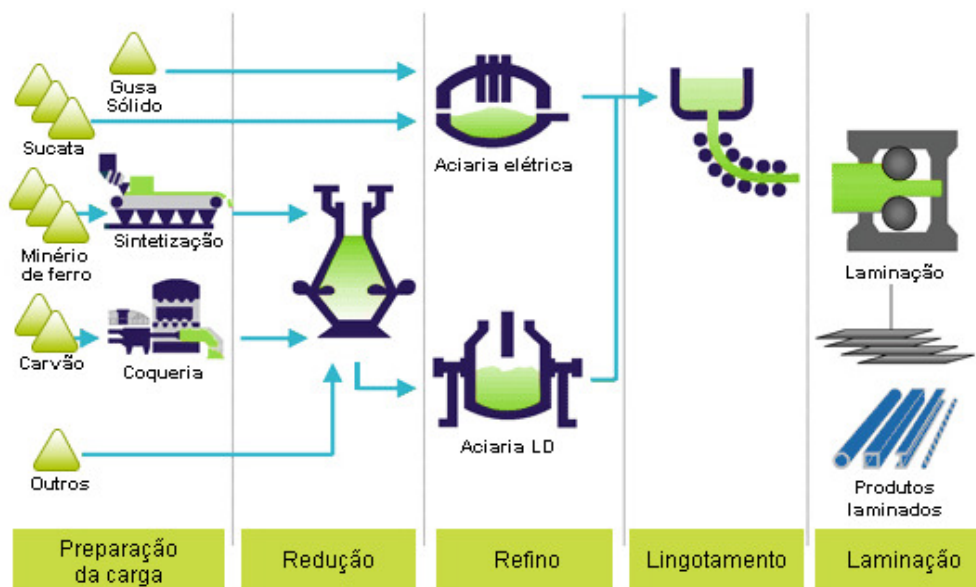 Gusa
Sólido
Sucata
Aciaria elétrica
Sintetização
Minério
de ferro
Laminação
Carvão
Coqueria
Aciaria LD
Outros
Produtos
laminados
Preparação
da carga
Redução
Refino
Lingotamento
Laminação